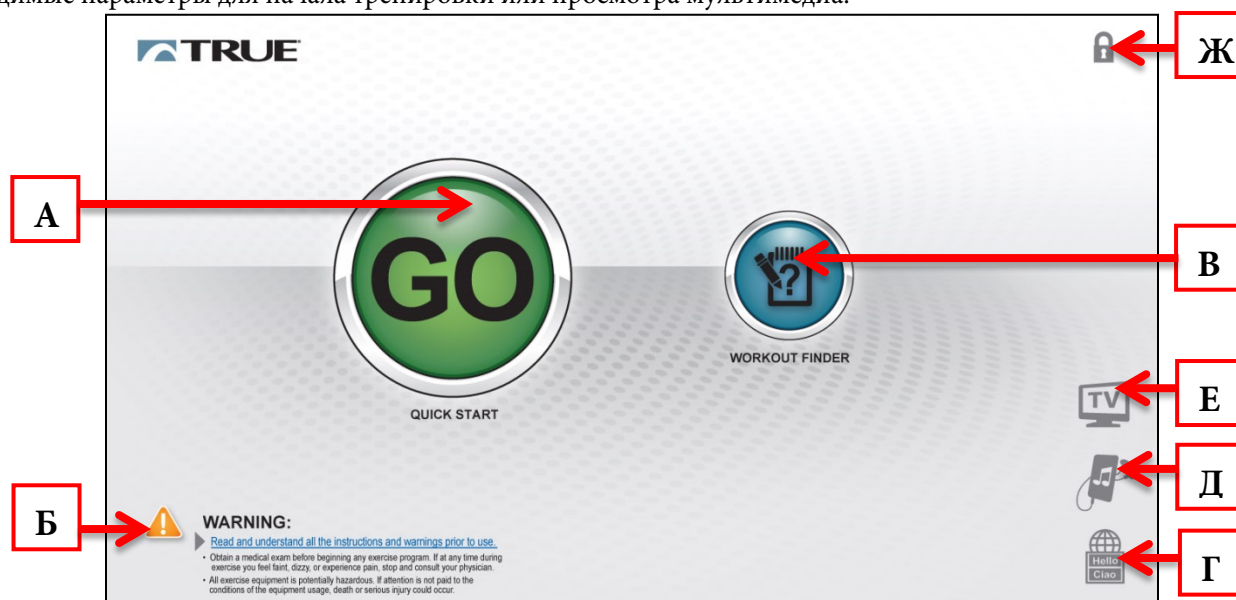 димые параметры для начала тренировки или просмотра мультимедиа.
TRUE
Ж
А
GO
В
WORKOUT FINDER
QUICK START
TV
Е
Д
Б
WARNING:
Read and understand all the instructions and warnings prior to use.
• Obtain a medical exam before beginning any exercise program. If at any time during
exercise you feel faint, dizzy, or experience pain, stop and consult your physician.
• All exercise equipment is potentially hazardous. If attention is not paid to the
conditions of the equipment usage, death or serious injury could occur.
Hello
Ciao
Г